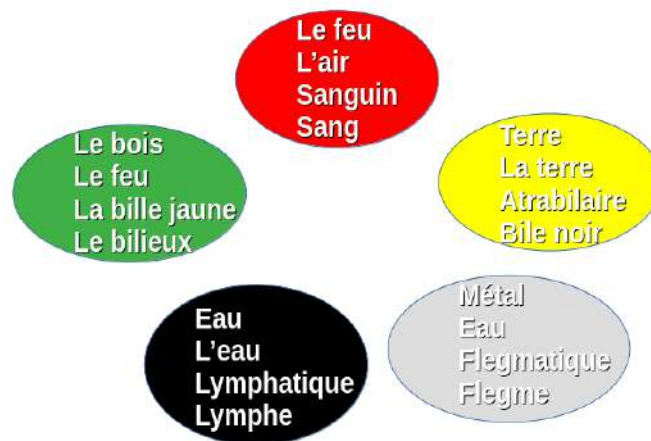 Le feu
L'air
Sanguin
Sang
Le bois
Le feu
La bille jaune
Le bilieux
Terre
La terre
Atrabilaire
Bile noir
Eau
L'eau
Lymphatique
Lymphe
Métal
Eau
Flegmatique
Flegme